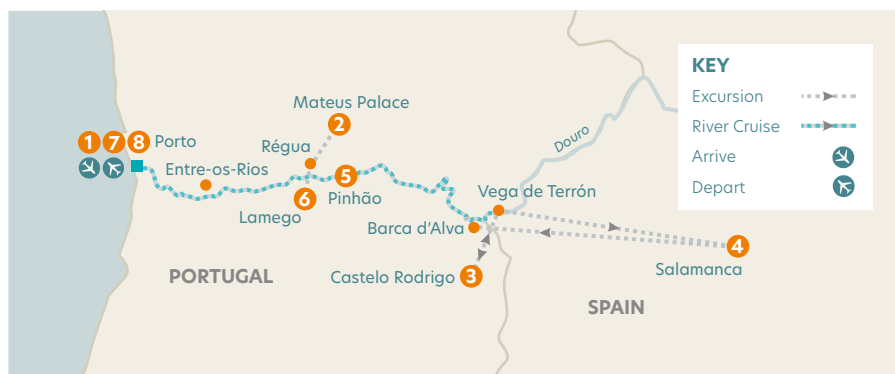 KEY
Excursion
River Cruise
Arrive
Depart
Douro
Mateus Palace
2
1 7 8 Porto
Régua
Entre-os-Rios
5
Pinhão
6
Lamego
Vega de Terrón
Barca d'Alva
4
Salamanca
Castelo Rodrigo 3
PORTUGAL
SPAIN